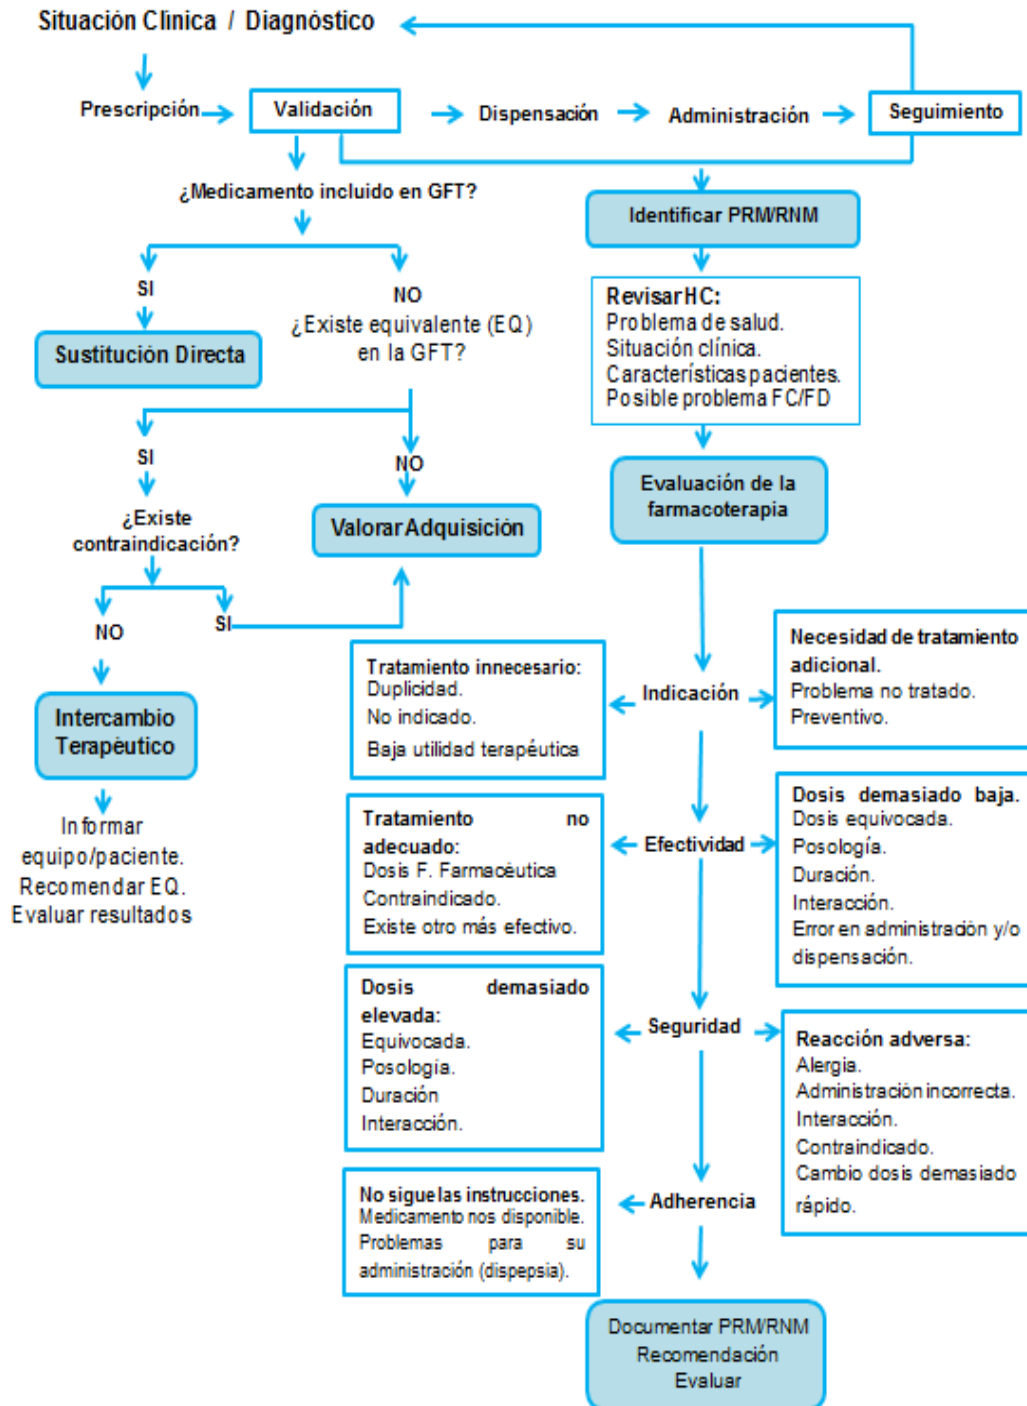 Situación Clinica / Diagnóstico
Prescripción
Validación
Dispensación
Administración
Seguimiento
¿Medicamento incluido en GFT?
SI
Sustitución Directa
NO
¿Existe equivalente (EQ)
en la GFT?
SI
NO
¿Existe
contraindicación?
Valorar Adquisición
NO
SI
Intercambio
Terapéutico
Informar
equipo/paciente.
Recomendar EQ.
Evaluar resultados
Identificar PRM/RNM
Revisar HC:
Problema de salud.
Situación clínica.
Características pacientes.
Posible problema FC/FD
Evaluación de la
farmacoterapia
Indicación
Tratamiento innecesario:
Duplicidad.
No indicado.
Baja utilidad terapéutica
Necesidad de tratamiento
adicional.
Problema no tratado.
Preventivo.
Efectividad
Tratamiento no
adecuado:
Dosis F. Farmacéutica
Contraindicado.
Existe otro más efectivo.
Dosis demasiado baja.
Dosis equivocada.
Posología.
Duración.
Interacción.
Error en administración y/o
dispensación.
Seguridad
Dosis demasiado
elevada:
Equivocada.
Posología.
Duración
Interacción.
Reacción adversa:
Alergia.
Administración incorrecta.
Interacción.
Contraindicado.
Cambio dosis demasiado
rápido.
Adherencia
No sigue las instrucciones.
Medicamento nos disponible.
Problemas para su
administración (dispepsia).
Documentar PRM/RNM
Recomendación
Evaluar